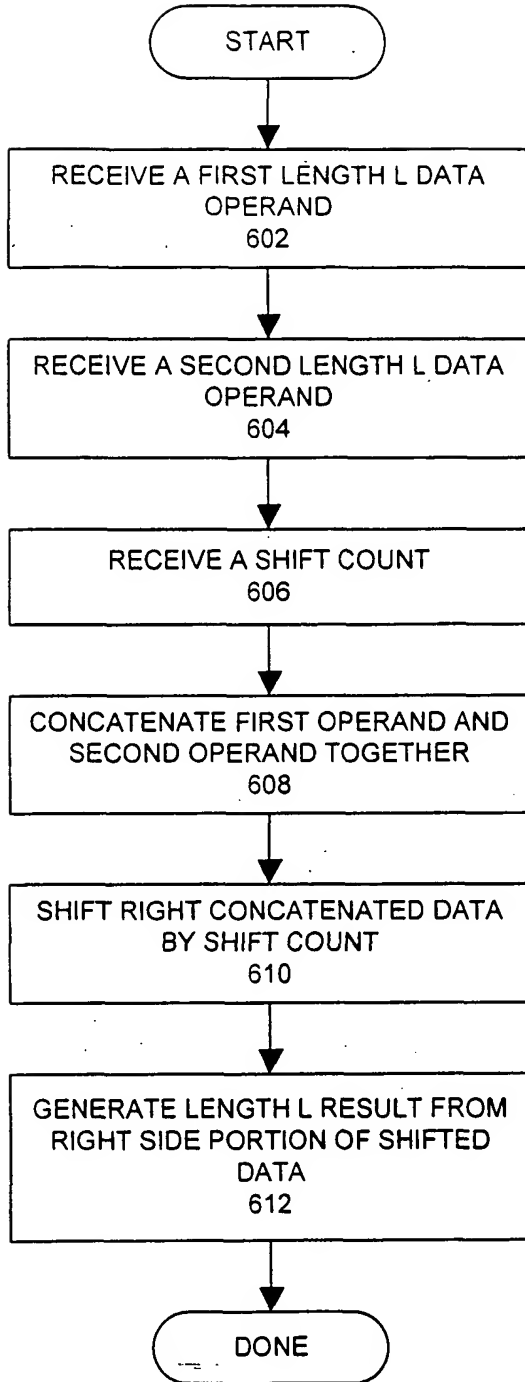 START
RECEIVE A FIRST LENGTH L DATA
OPERAND
602
RECEIVE A SECOND LENGTH L DATA
OPERAND
604
RECEIVE A SHIFT COUNT
606
CONCATENATE FIRST OPERAND AND
SECOND OPERAND TOGETHER
608
SHIFT RIGHT CONCATENATED DATA
BY SHIFT COUNT
610
GENERATE LENGTH L RESULT FROM
RIGHT SIDE PORTION OF SHIFTED
DATA
612
DONE